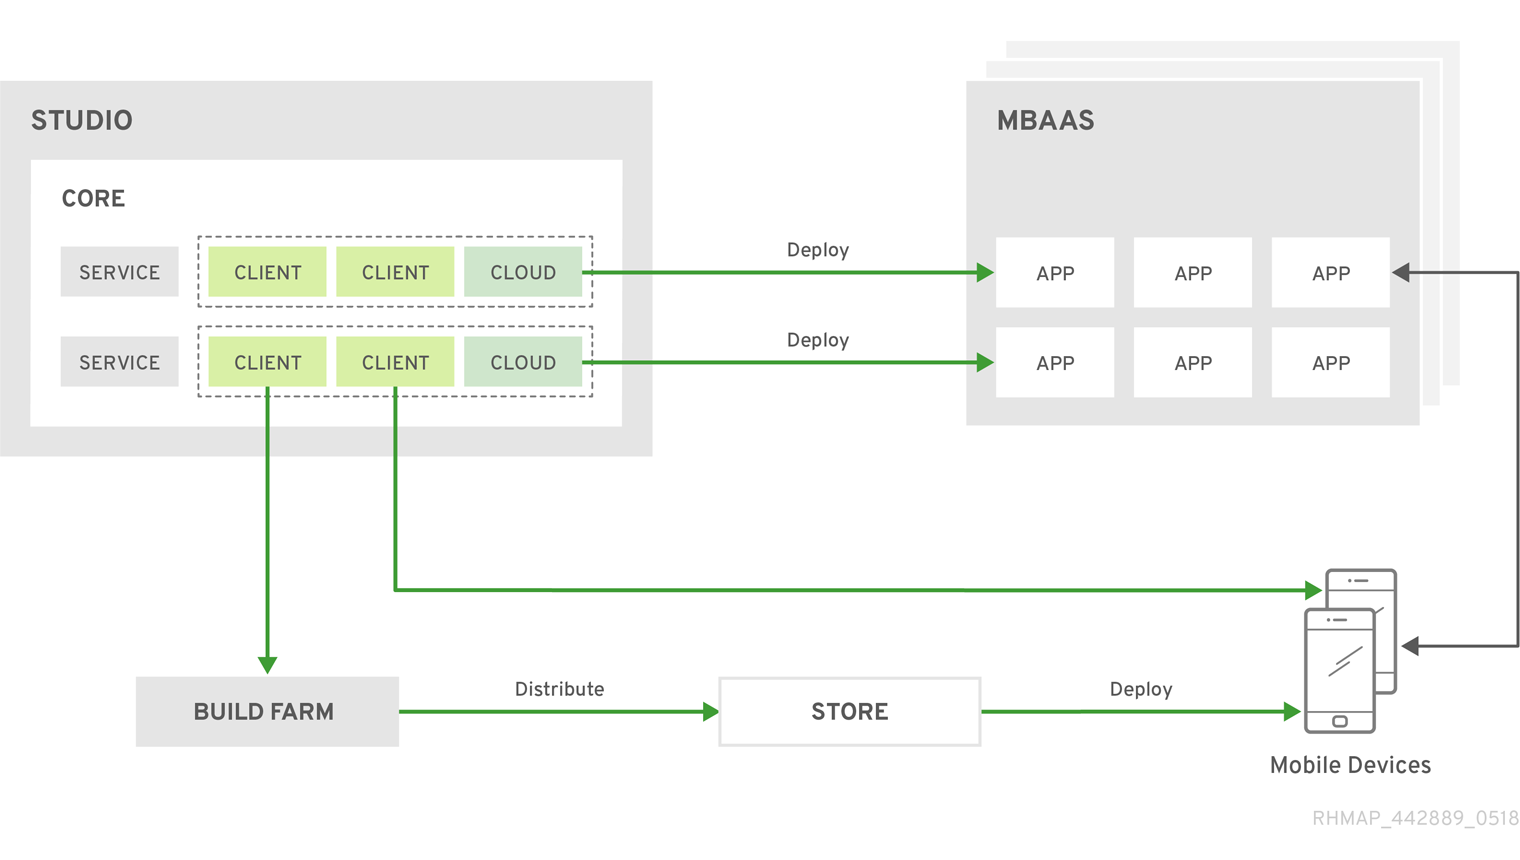 STUDIO
MBAAS
CORE
SERVICE
CLIENT
CLIENT
CLOUD
Deploy
APP
APP
APP
SERVICE
CLIENT
CLIENT
CLOUD
Deploy
APP
APP
APP
BUILD FARM
Distribute
STORE
Deploy
Mobile Devices
RHMAP_442889_0518